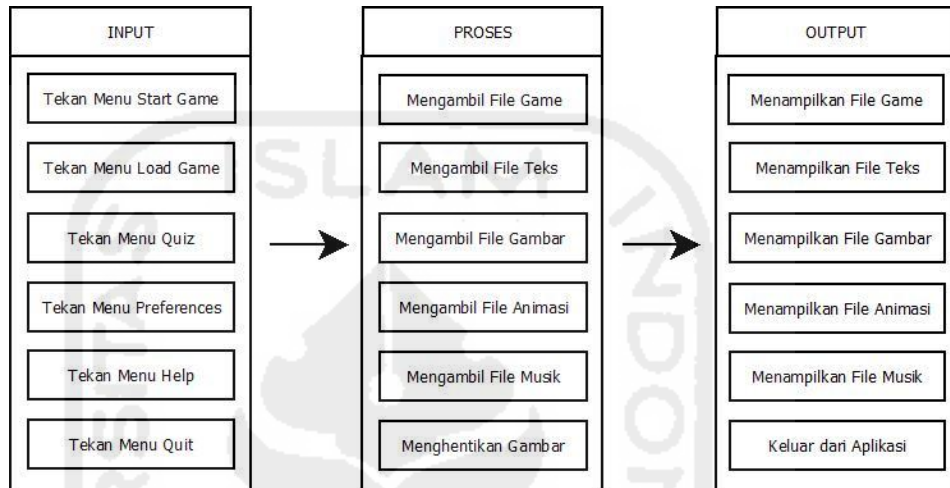 INPUT
Tekan Menu Start Game
Tekan Menu Load Game
Tekan Menu Quiz
Tekan Menu Preferences
Tekan Menu Help
Tekan Menu Quit
PROSES
Mengambil File Game
Mengambil File Teks
Mengambil File Gambar
Mengambil File Animasi
Mengambil File Musik
Menghentikan Gambar
OUTPUT
Menampilkan File Game
Menampilkan File Teks
Menampilkan File Gambar
Menampilkan File Animasi
Menampilkan File Musik
Keluar dari Aplikasi
RSITAS
ISLAM
INDON